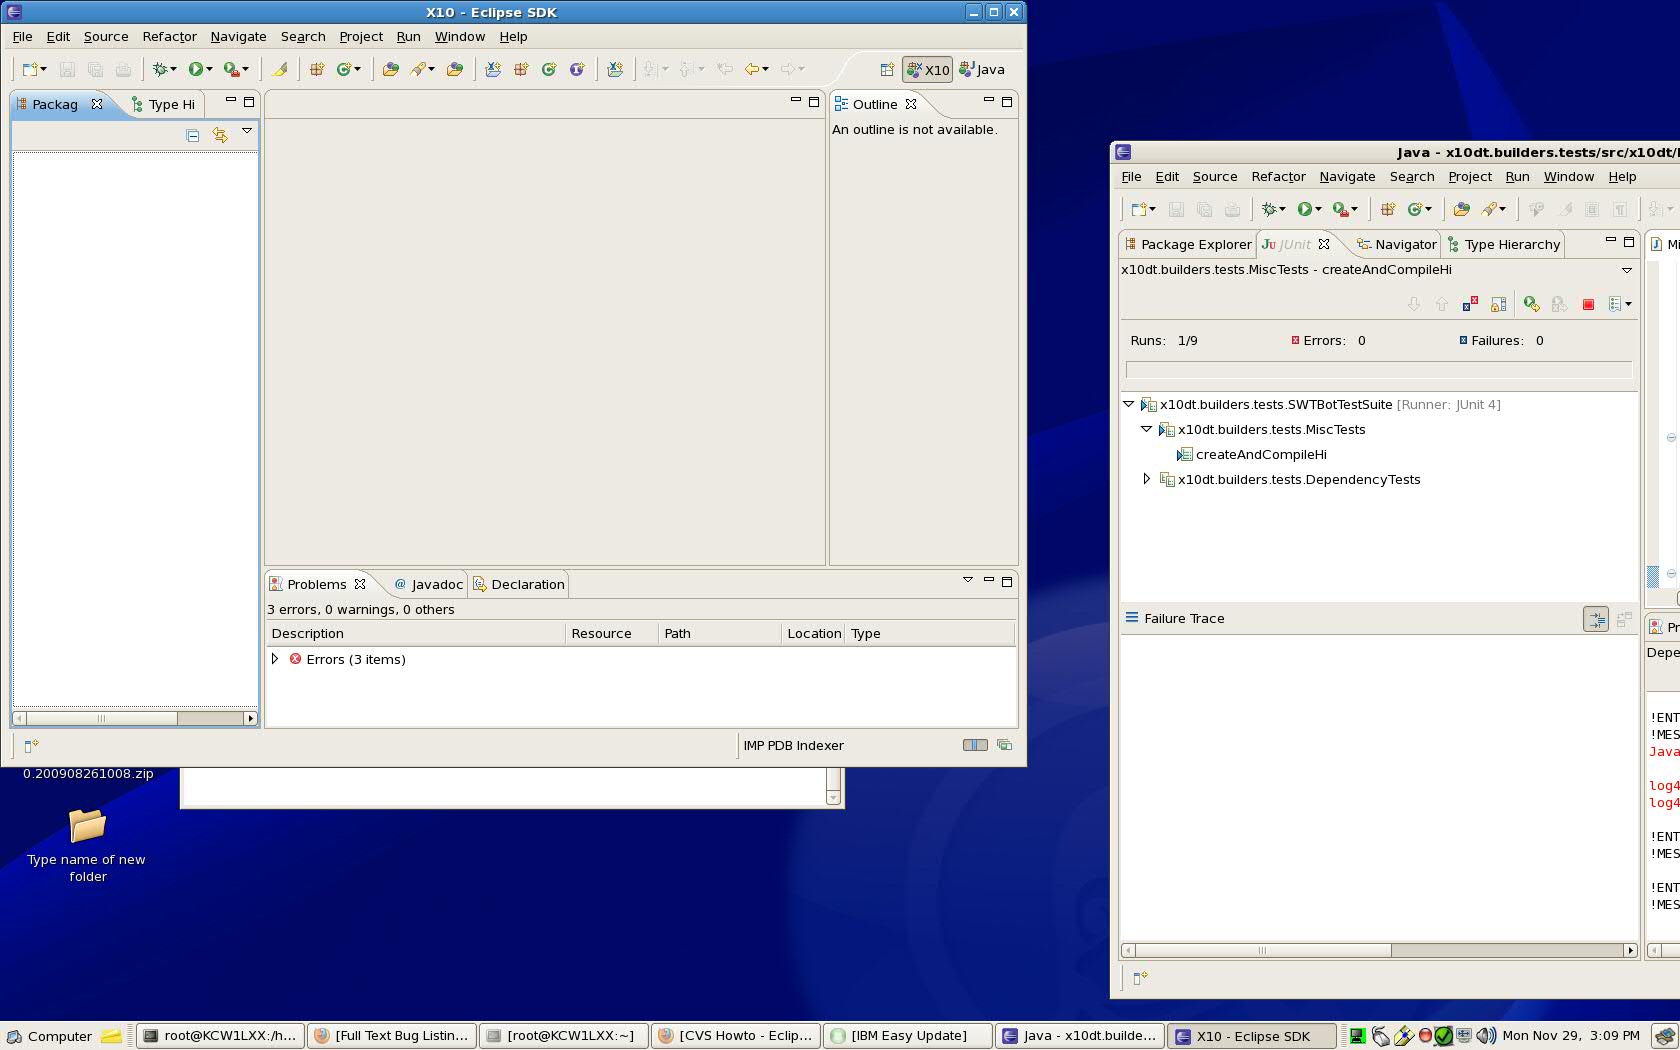 X10 - Eclipse SDK
File Edit Source Refactor Navigate Search Project Run Window Help
X10 Java
Packag Type Hi
Outline
An outline is not available.
Problems @ Javadoc Declaration
3 errors, 0 warnings, 0 others
Description Resource Path Location Type
Errors (3 items)
IMP PDB Indexer
0.200908261008.zip
Type name of new
folder
Java - x10dt.builders.tests/src/x10dt/
File Edit Source Refactor Navigate Search Project Run Window Help
Package Explorer JUnit Navigator Type Hierarchy
x10dt.builders.tests.MiscTests - createAndCompileHi
Runs: 1/9 Errors: 0 Failures: 0
x10dt.builders.tests.SWTBotTestSuite [Runner: JUnit 4]
x10dt.builders.tests.MiscTests
createAndCompileHi
x10dt.builders.tests.DependencyTests
Failure Trace
Mi
Pr
Depe
!ENT
!MES
Java
log4
log4
!ENT
!MES
!ENT
!MES
Computer root@KCW1LXX:/h... [Full Text Bug Listin... [root@KCW1LXX:~] [CVS Howto - Eclip... [IBM Easy Update] Java - x10dt.builde... X10 - Eclipse SDK Mon Nov 29, 3:09 PM